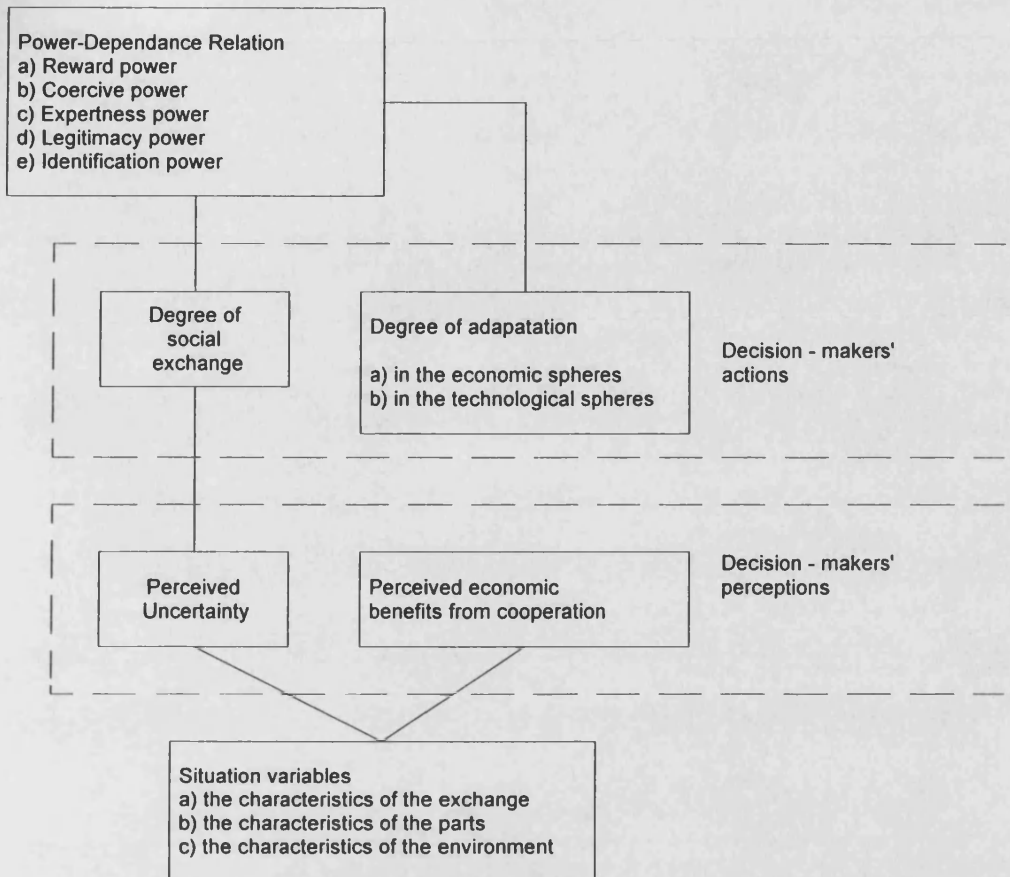 Power-Dependance Relation
a) Reward power
b) Coercive power
c) Expertness power
d) Legitimacy power
e) Identification power
Degree of
social
exchange
Degree of adapatation
a) in the economic spheres
b) in the technological spheres
Decision - makers'
actions
Perceived
Uncertainty
Perceived economic
benefits from cooperation
Decision - makers'
perceptions
Situation variables
a) the characteristics of the exchange
b) the characteristics of the parts
c) the characteristics of the environment